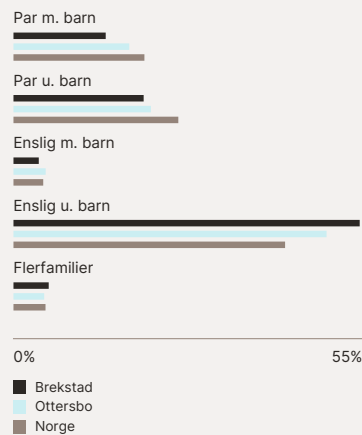 Par m. barn
Par u. barn
Enslig m. barn
Enslig u. barn
Flerfamilier
0% 55%
Brekstad
Ottersbo
Norge